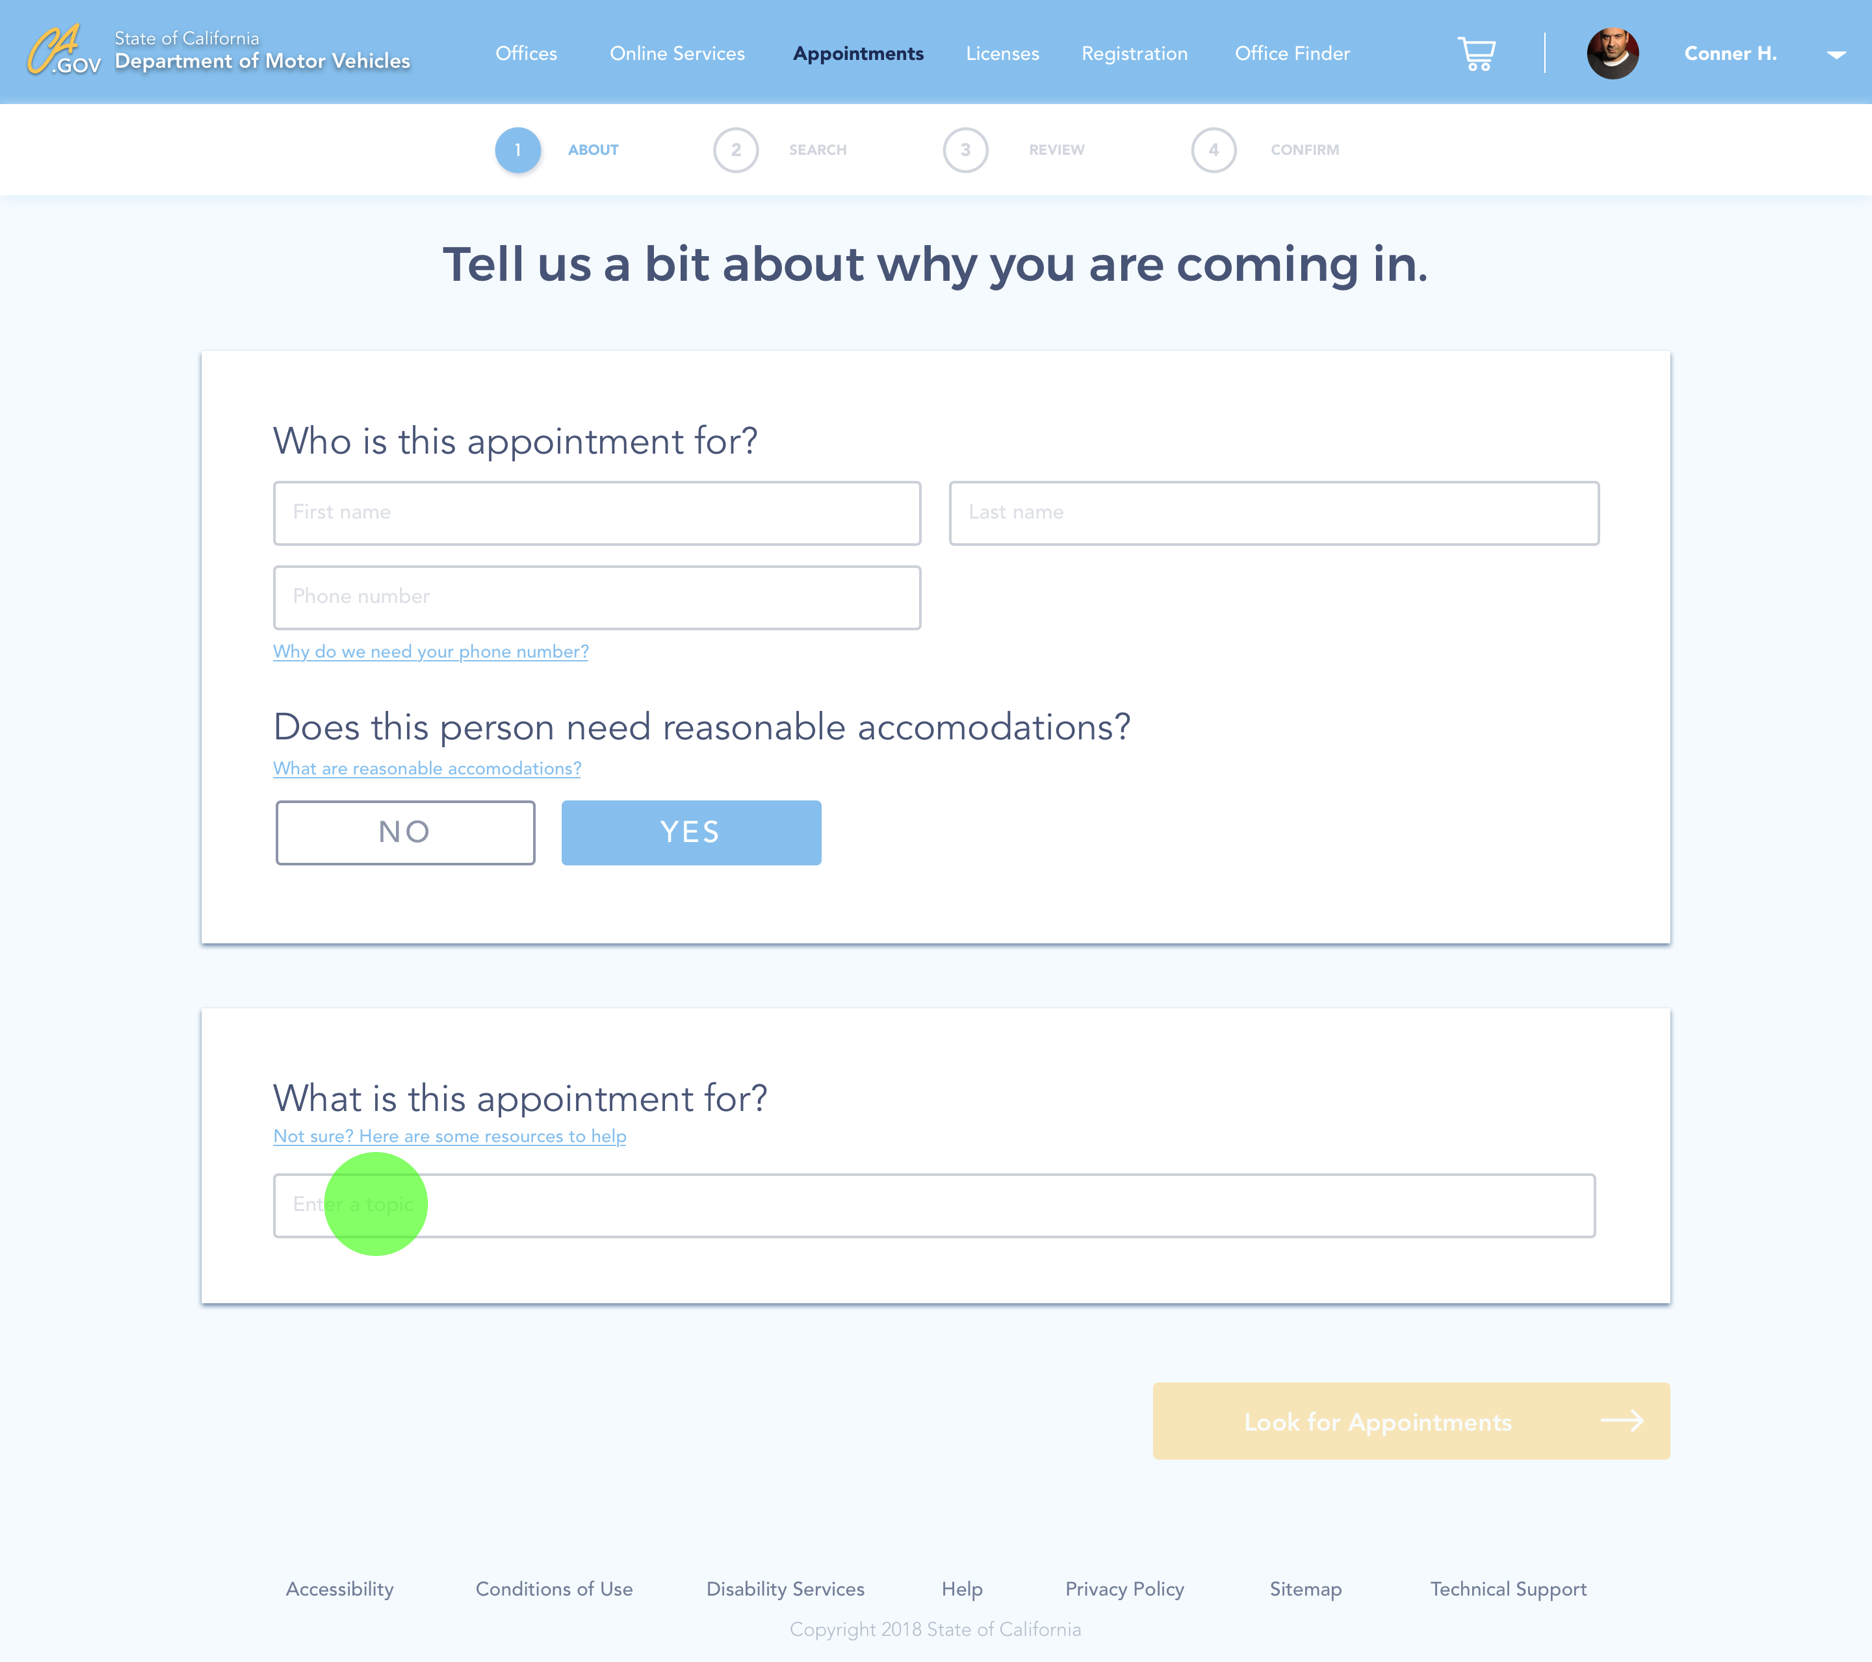 CA
.GOV
State of California
Department of Motor Vehicles
Offices Online Services Appointments Licenses Registration Office Finder Conner H.
1 ABOUT 2 SEARCH 3 REVIEW 4 CONFIRM
Tell us a bit about why you are coming in.
Who is this appointment for?
First name Last name
Phone number
Why do we need your phone number?
Does this person need reasonable accomodations?
What are reasonable accomodations?
NO YES
What is this appointment for?
Not sure? Here are some resources to help
Enter a topic
Look for Appointments
Accessibility Conditions of Use Disability Services Help Privacy Policy Sitemap Technical Support
Copyright 2018 State of California